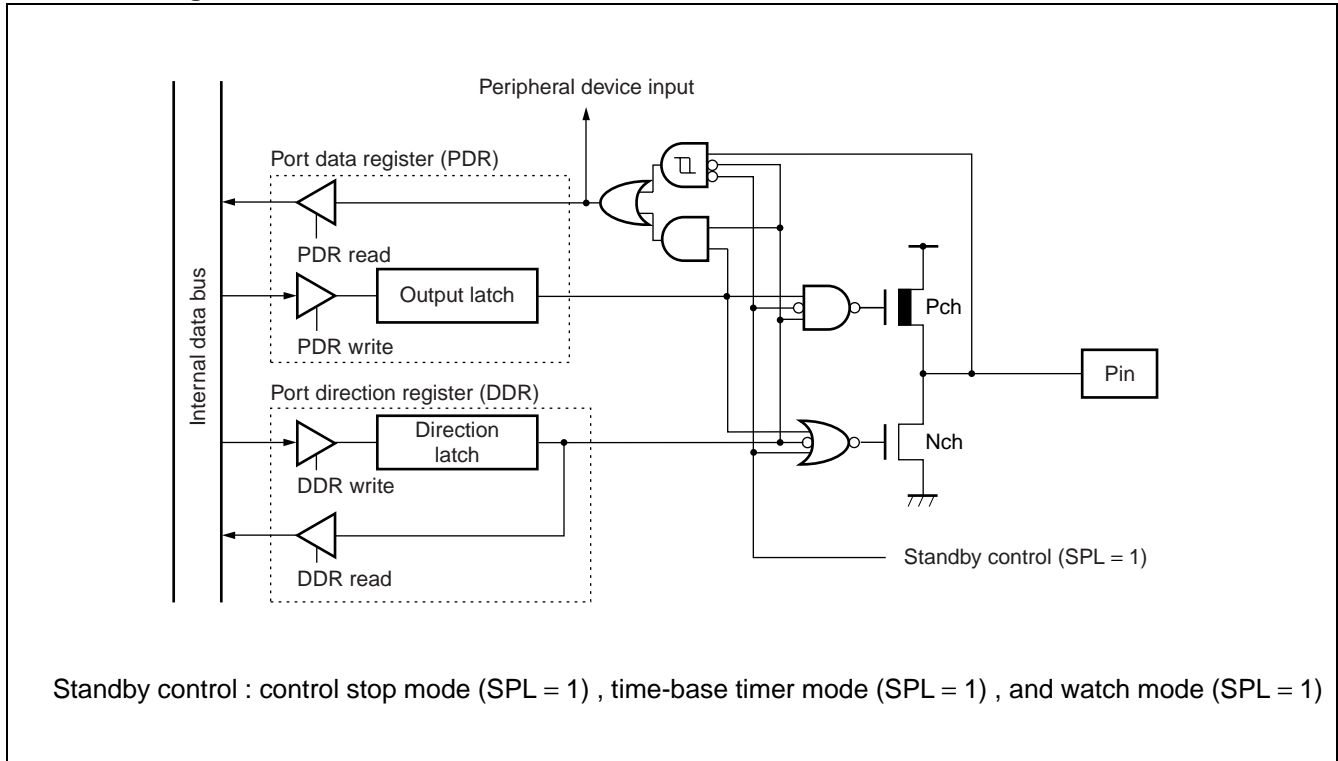 Peripheral device input
Port data register (PDR)
PDR read
Output latch
PDR write
Internal data bus
Pch
Pin
Port direction register (DDR)
Direction
latch
Nch
DDR write
DDR read
Standby control (SPL = 1)
Standby control : control stop mode (SPL = 1) , time-base timer mode (SPL = 1) , and watch mode (SPL = 1)